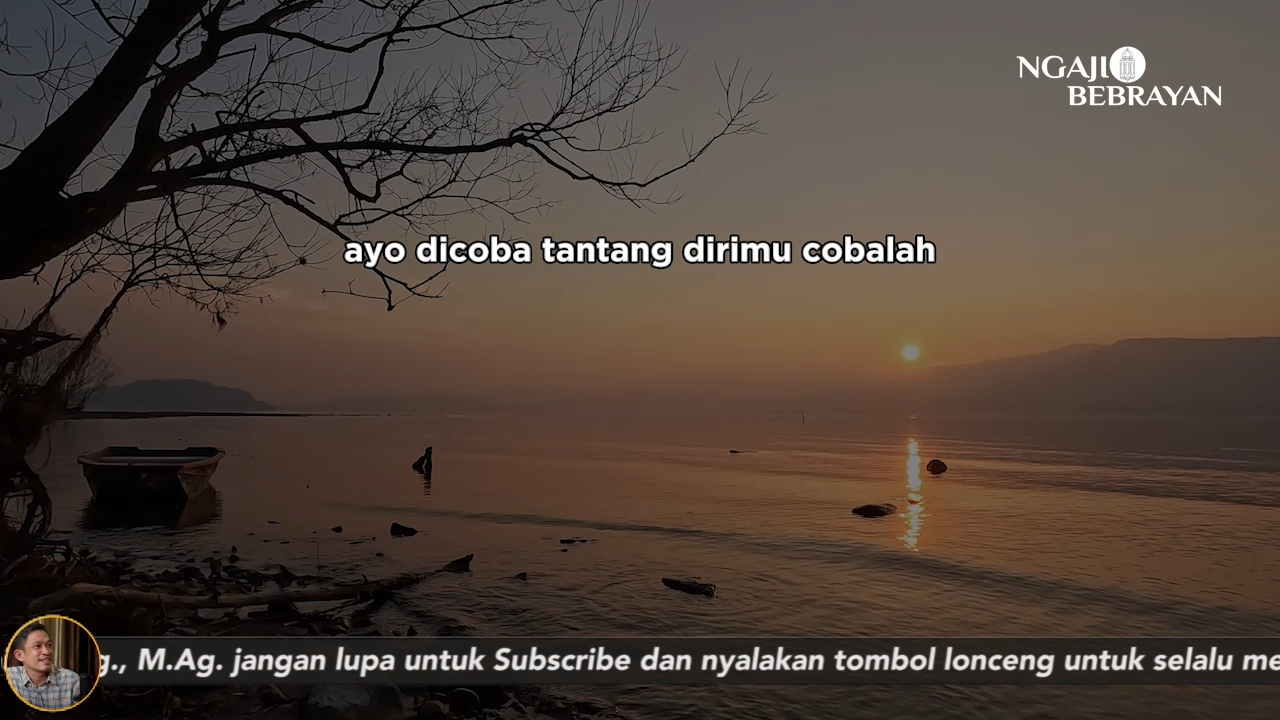 NGAJI
BEBRAYAN
ayo dicoba tantang dirimu cobalah
g., M.Ag. jangan lupa untuk Subscribe dan nyalakan tombol lonceng untuk selalu me